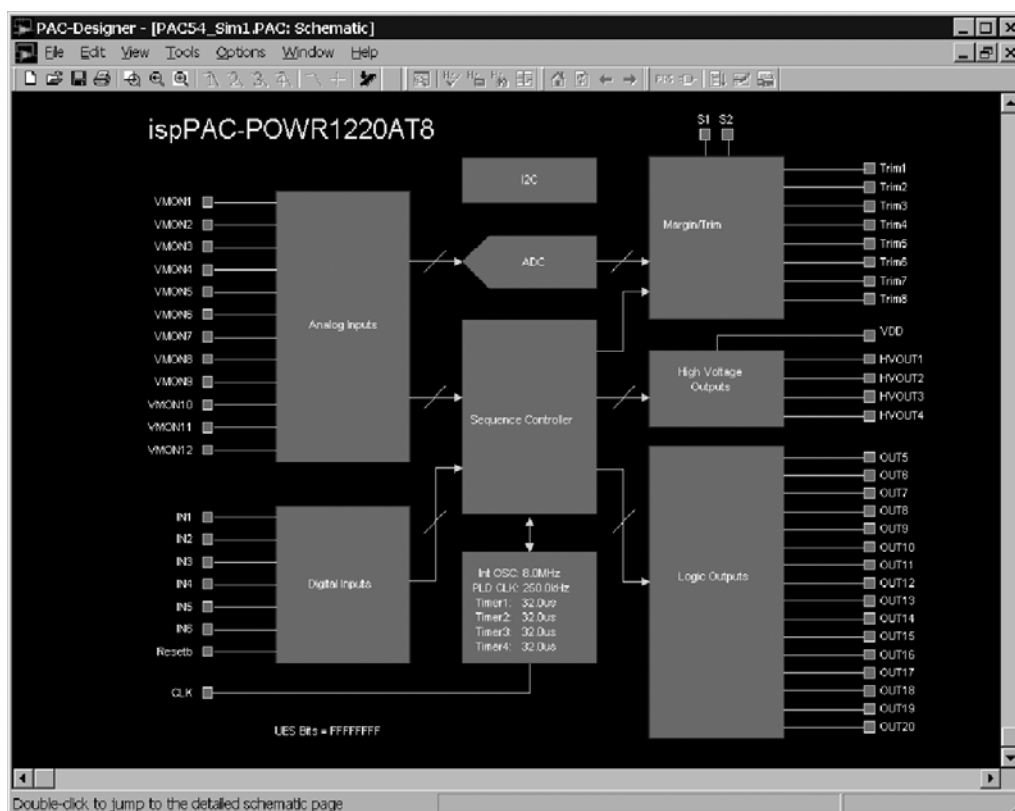 PAC-Designer - [PAC54_Sim1.PAC: Schematic]
File Edit View Tools Options Window Help
ispPAC-POWR1220AT8
S1 S2
I2C
ADC
Margin/Trim
Trim1
Trim2
Trim3
Trim4
Trim5
Trim6
Trim7
Trim8
VMON1
VMON2
VMON3
VMON4
VMON5
VMON6
VMON7
VMON8
VMON9
VMON10
VMON11
VMON12
Analog Inputs
Sequence Controller
VDD
High Voltage
Outputs
HVOUT1
HVOUT2
HVOUT3
HVOUT4
IN1
IN2
IN3
IN4
IN5
IN6
Resetb
CLK
Digital Inputs
Int OSC: 8.0MHz
PLD CLK: 250.0kHz
Timer1: 32.0us
Timer2: 32.0us
Timer3: 32.0us
Timer4: 32.0us
Logic Outputs
OUT5
OUT6
OUT7
OUT8
OUT9
OUT10
OUT11
OUT12
OUT13
OUT14
OUT15
OUT16
OUT17
OUT18
OUT19
OUT20
UES Bits = FFFFFFFF
Double-click to jump to the detailed schematic page